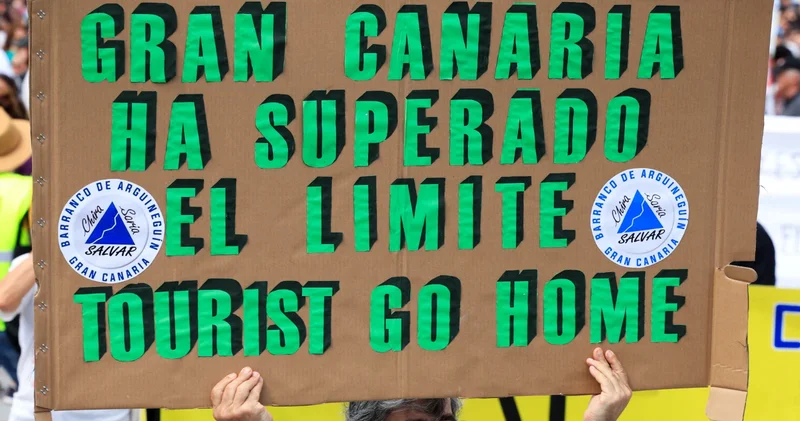 GRAN CANARIA
HA SUPERADO
EL LIMITE
TOURIST GO HOME
BARRANCO DE ARGUINEGUIN
Chira Soria
SALVAR
GRAN CANARIA
BARRANCO DE ARGUINEGUIN
Chira Soria
SALVAR
GRAN CANARIA